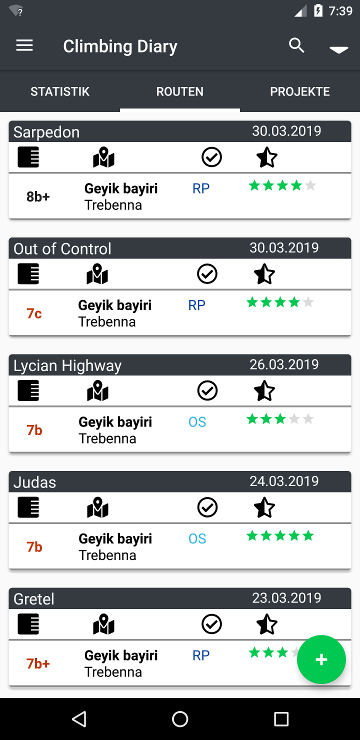 7:39
Climbing Diary
STATISTIK ROUTEN PROJEKTE
Sarpedon 30.03.2019
8b+ Geyik bayiri RP
Trebenna
Out of Control 30.03.2019
7c Geyik bayiri RP
Trebenna
Lycian Highway 26.03.2019
7b Geyik bayiri OS
Trebenna
Judas 24.03.2019
7b Geyik bayiri OS
Trebenna
Gretel 23.03.2019
7b+ Geyik bayiri RP
Trebenna